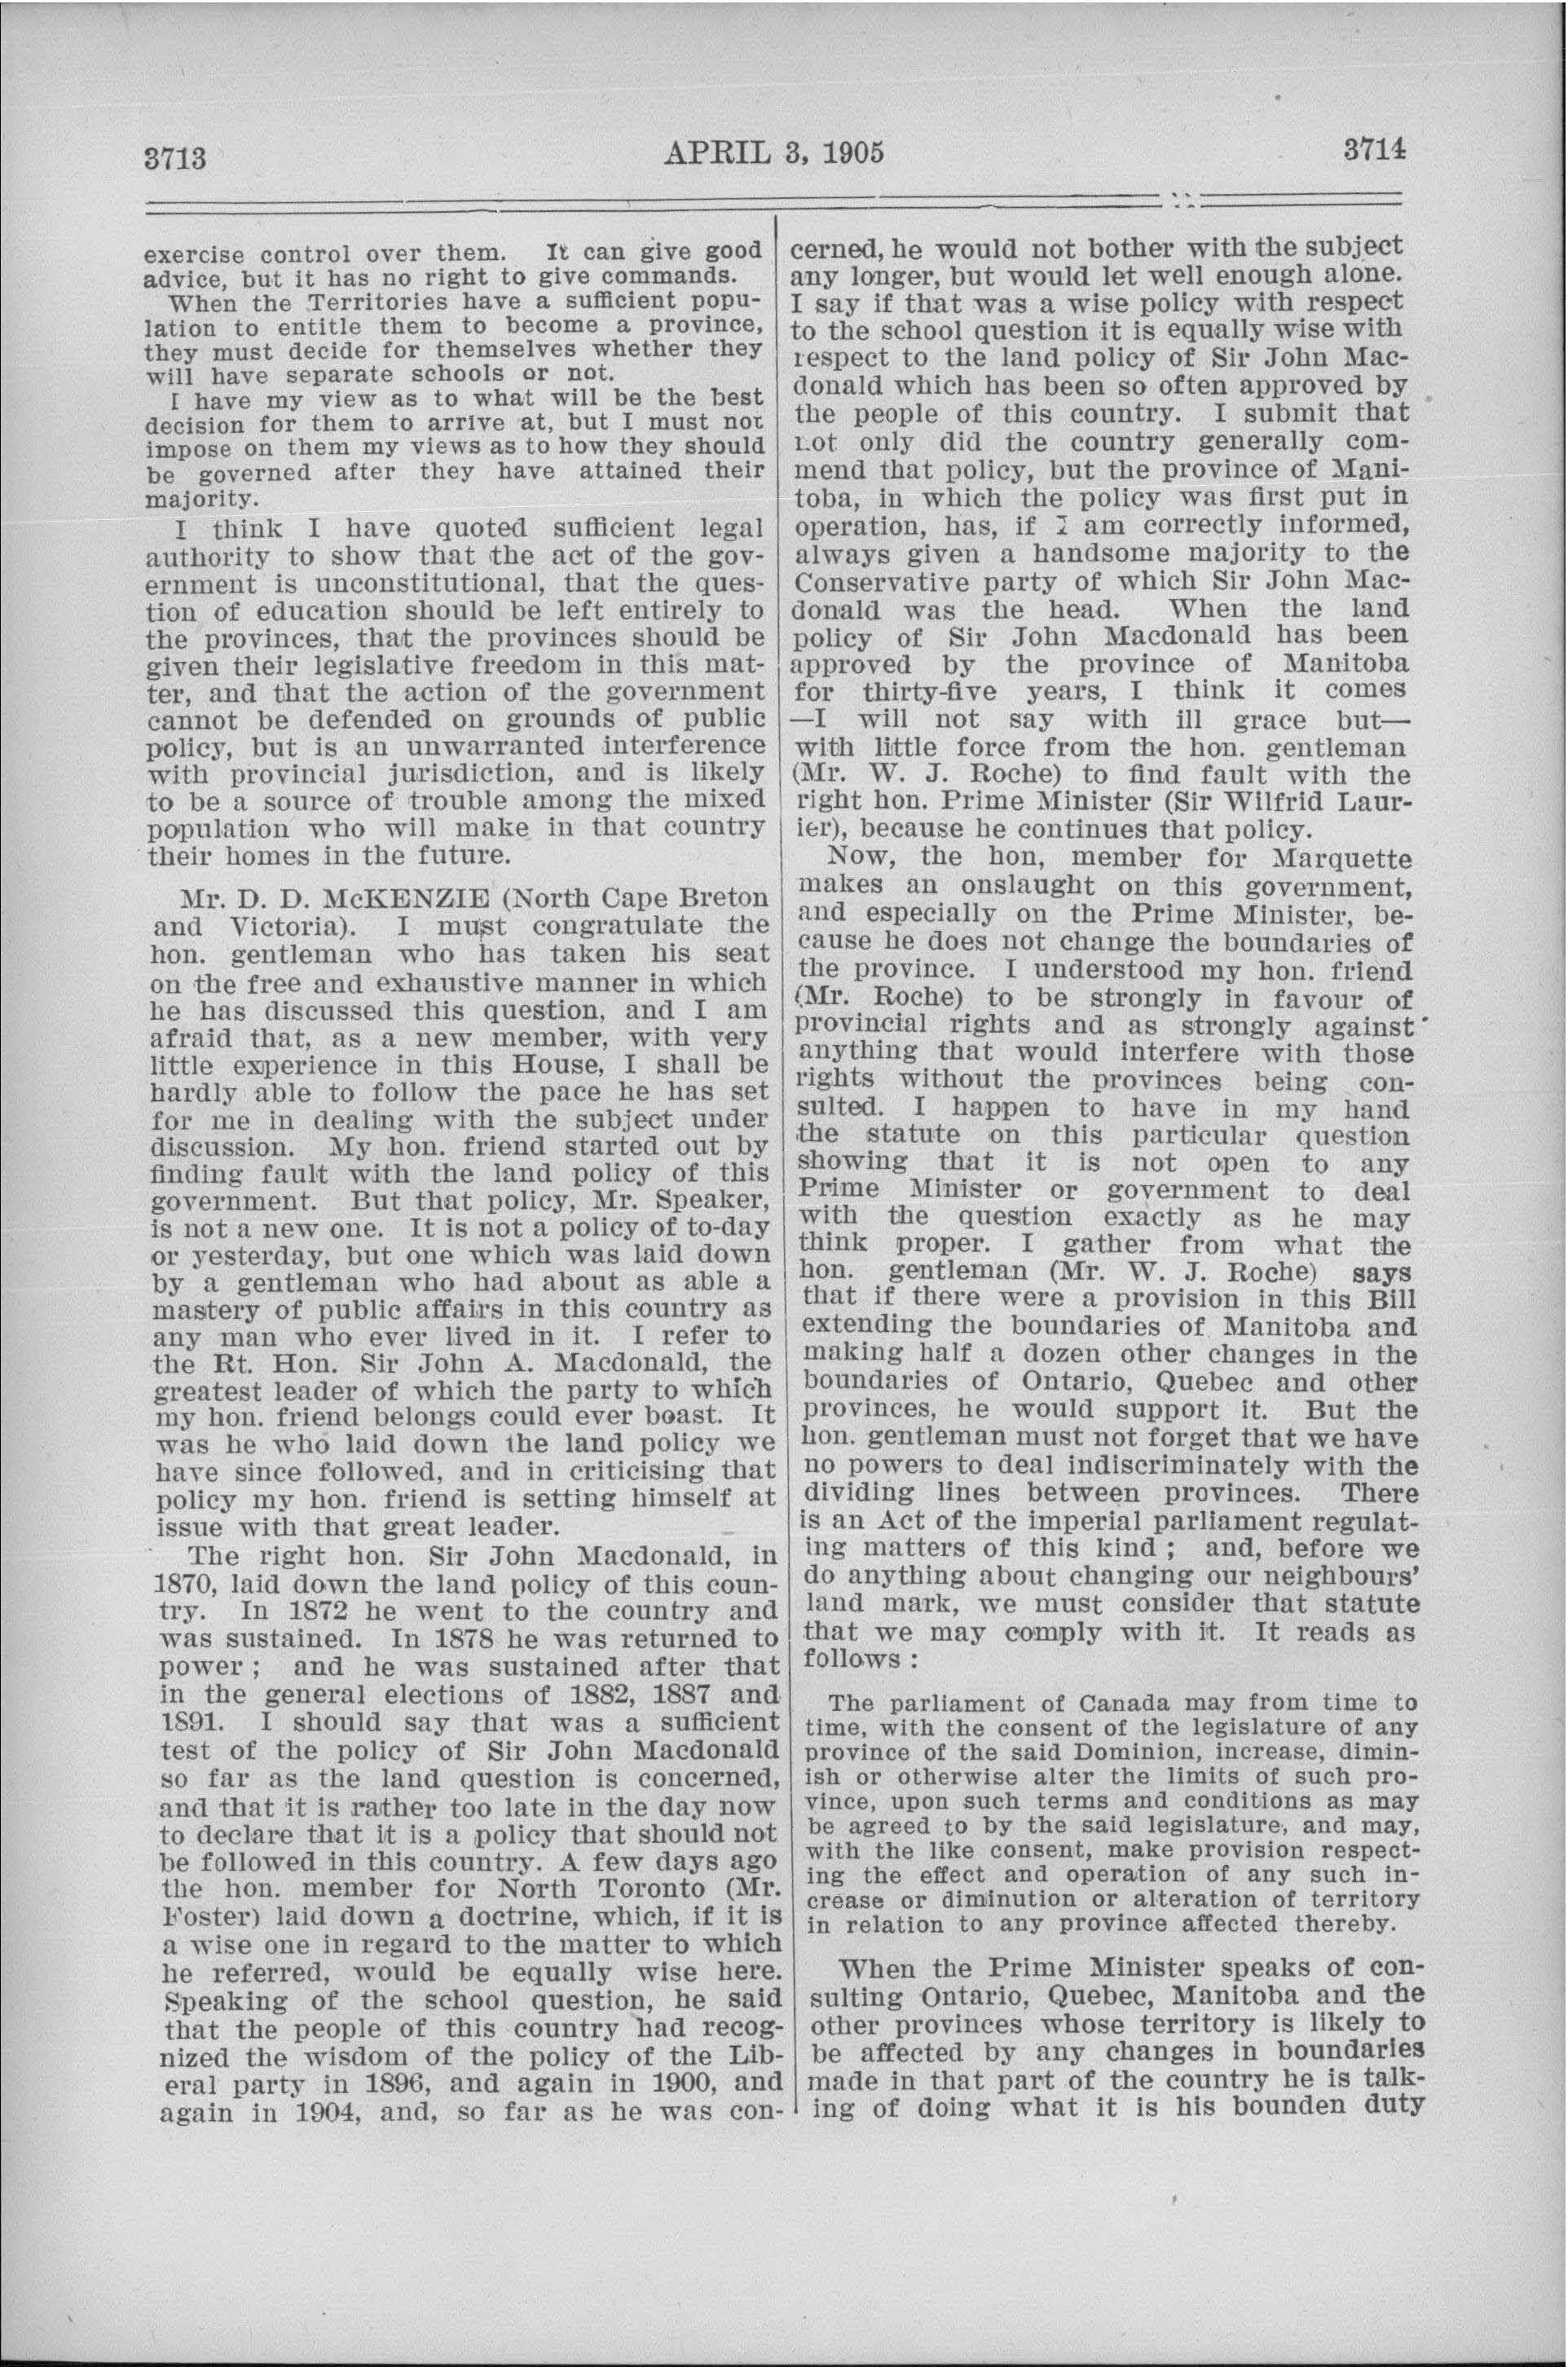 3713
APRIL 3, 1905
3714
exercise control over them. It can give good
advice, but it has no right to give commands.
When the Territories have a sufficient popu-
lation to entitle them to become a province,
they must decide for themselves whether they
will have separate schools or not.
I have my view as to what will be the best
decision for them to arrive at, but I must not
impose on them my views as to how they should
be governed after they have attained their
majority.
I think I have quoted sufficient legal
authority to show that the act of the gov-
ernment is unconstitutional, that the ques-
tion of education should be left entirely to
the provinces, that the provinces should be
given their legislative freedom in this mat-
ter, and that the action of the government
cannot be defended on grounds of public
policy, but is an unwarranted interference
with provincial jurisdiction, and is likely
to be a source of trouble among the mixed
population who will make in that country
their homes in the future.
Mr. D. D. McKENZIE (North Cape Breton
and Victoria). I must congratulate the
hon. gentleman who has taken his seat
on the free and exhaustive manner in which
he has discussed this question, and I am
afraid that, as a new member, with very
little experience in this House, I shall be
hardly able to follow the pace he has set
for me in dealing with the subject under
discussion. My hon. friend started out by
finding fault with the land policy of this
government. But that policy, Mr. Speaker,
is not a new one. It is not a policy of to-day
or yesterday, but one which was laid down
by a gentleman who had about as able a
mastery of public affairs in this country as
any man who ever lived in it. I refer to
the Rt. Hon. Sir John A. Macdonald, the
greatest leader of which the party to which
my hon. friend belongs could ever boast. It
was he who laid down the land policy we
have since followed, and in criticising that
policy my hon. friend is setting himself at
issue with that great leader.
The right hon. Sir John Macdonald, in
1870, laid down the land policy of this coun-
try. In 1872 he went to the country and
was sustained. In 1878 he was returned to
power ; and he was sustained after that
in the general elections of 1882, 1887 and
1891. I should say that was a sufficient
test of the policy of Sir John Macdonald
so far as the land question is concerned,
and that it is rather too late in the day now
to declare that it is a policy that should not
be followed in this country. A few days ago
the hon. member for North Toronto (Mr.
Foster) laid down a doctrine, which, if it is
a wise one in regard to the matter to which
he referred, would be equally wise here.
Speaking of the school question, he said
that the people of this country had recog-
nized the wisdom of the policy of the Lib-
eral party in 1896, and again in 1900, and
again in 1904, and, so far as he was con-
cerned, he would not bother with the subject
any longer, but would let well enough alone.
I say if that was a wise policy with respect
to the school question it is equally wise with
respect to the land policy of Sir John Mac-
donald which has been so often approved by
the people of this country. I submit that
not only did the country generally com-
mend that policy, but the province of Mani-
toba, in which the policy was first put in
operation, has, if I am correctly informed,
always given a handsome majority to the
Conservative party of which Sir John Mac-
donald was the head. When the land
policy of Sir John Macdonald has been
approved by the province of Manitoba
for thirty-five years, I think it comes
—I will not say with ill grace but—
with little force from the hon. gentleman
(Mr. W. J. Roche) to find fault with the
right hon. Prime Minister (Sir Wilfrid Laur-
ier), because he continues that policy.
Now, the hon, member for Marquette
makes an onslaught on this government,
and especially on the Prime Minister, be-
cause he does not change the boundaries of
the province. I understood my hon. friend
(Mr. Roche) to be strongly in favour of
provincial rights and as strongly against
anything that would interfere with those
rights without the provinces being con-
sulted. I happen to have in my hand
the statute on this particular question
showing that it is not open to any
Prime Minister or government to deal
with the question exactly as he may
think proper. I gather from what the
hon. gentleman (Mr. W. J. Roche) says
that if there were a provision in this Bill
extending the boundaries of Manitoba and
making half a dozen other changes in the
boundaries of Ontario, Quebec and other
provinces, he would support it. But the
hon. gentleman must not forget that we have
no powers to deal indiscriminately with the
dividing lines between provinces. There
is an Act of the imperial parliament regulat-
ing matters of this kind ; and, before we
do anything about changing our neighbours'
land mark, we must consider that statute
that we may comply with it. It reads as
follows :
The parliament of Canada may from time to
time, with the consent of the legislature of any
province of the said Dominion, increase, dimin-
ish or otherwise alter the limits of such pro-
vince, upon such terms and conditions as may
be agreed to by the said legislature, and may,
with the like consent, make provision respect-
ing the effect and operation of any such in-
crease or diminution or alteration of territory
in relation to any province affected thereby.
When the Prime Minister speaks of con-
sulting Ontario, Quebec, Manitoba and the
other provinces whose territory is likely to
be affected by any changes in boundaries
made in that part of the country he is talk-
ing of doing what it is his bounden duty